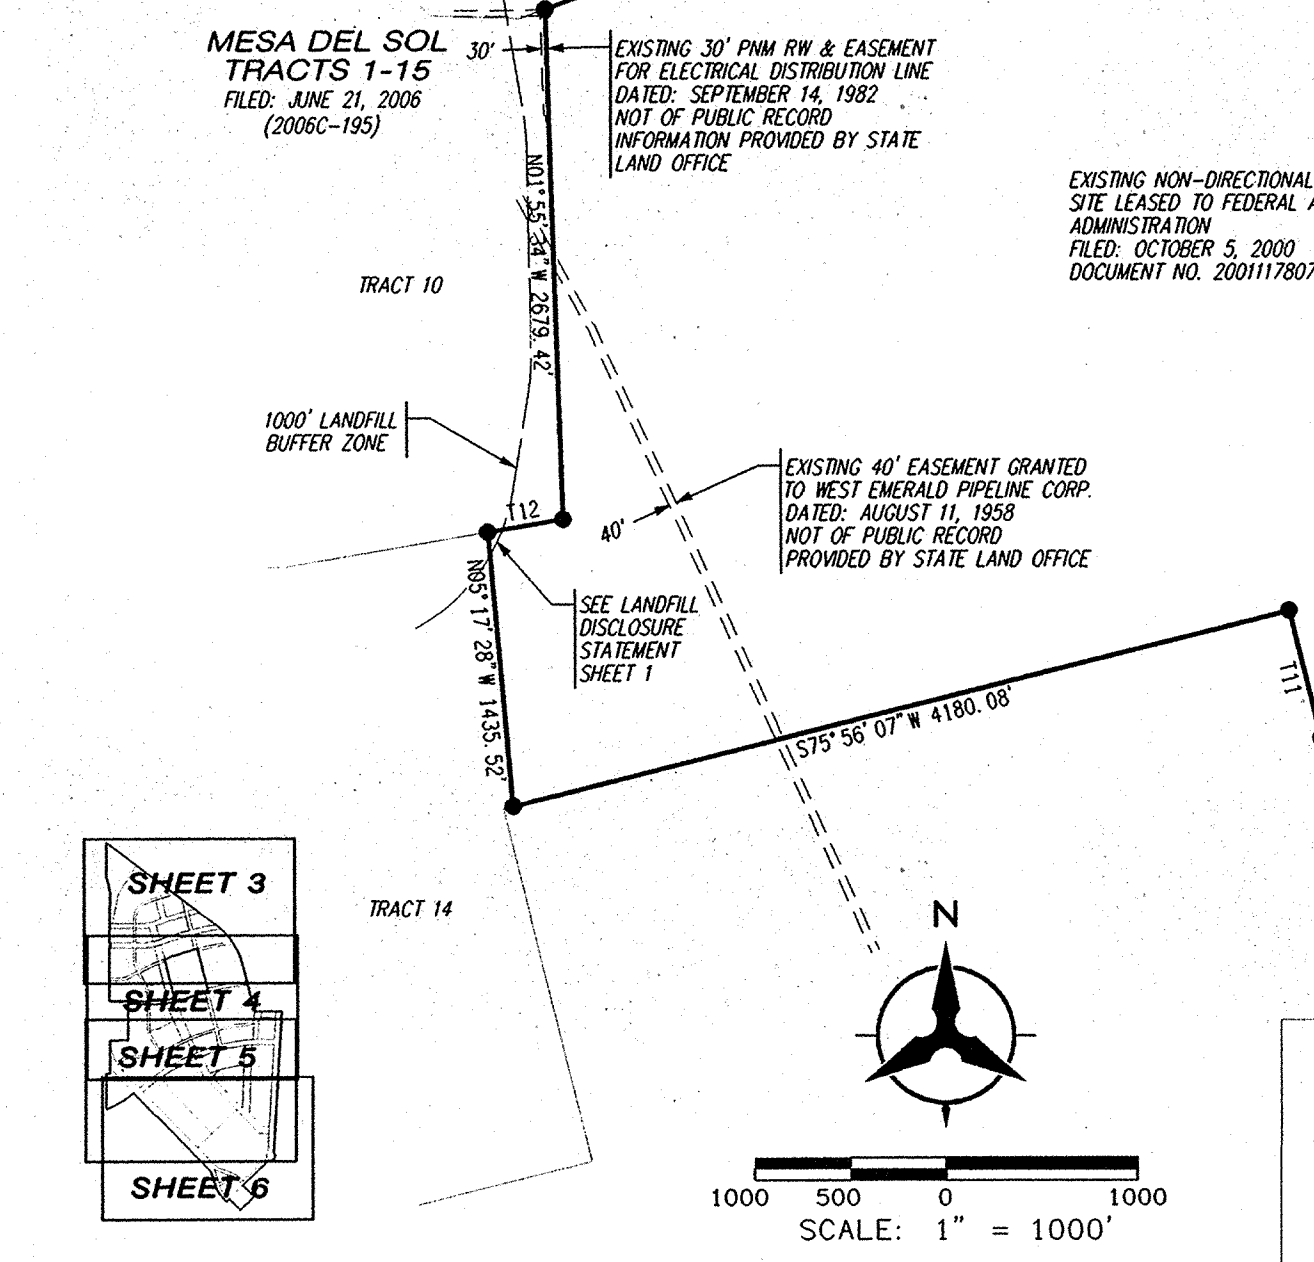 MESA DEL SOL
TRACTS 1-15
FILED: JUNE 21, 2006
(2006C-195)
30'
EXISTING 30' PNM RW & EASEMENT
FOR ELECTRICAL DISTRIBUTION LINE
DATED: SEPTEMBER 14, 1982
NOT OF PUBLIC RECORD
INFORMATION PROVIDED BY STATE
LAND OFFICE
EXISTING NON-DIRECTIONAL
SITE LEASED TO FEDERAL A
ADMINISTRATION
FILED: OCTOBER 5, 2000
DOCUMENT NO. 2001117807
N01°55'34"W 2679.42'
TRACT 10
1000' LANDFILL
BUFFER ZONE
T12
40'
EXISTING 40' EASEMENT GRANTED
TO WEST EMERALD PIPELINE CORP.
DATED: AUGUST 11, 1958
NOT OF PUBLIC RECORD
PROVIDED BY STATE LAND OFFICE
N05°17'28"W 1435.52'
SEE LANDFILL
DISCLOSURE
STATEMENT
SHEET 1
T11
S75°56'07"W 4180.08'
TRACT 14
SHEET 3
SHEET 4
SHEET 5
SHEET 6
N
1000 500 0 1000
SCALE: 1" = 1000'